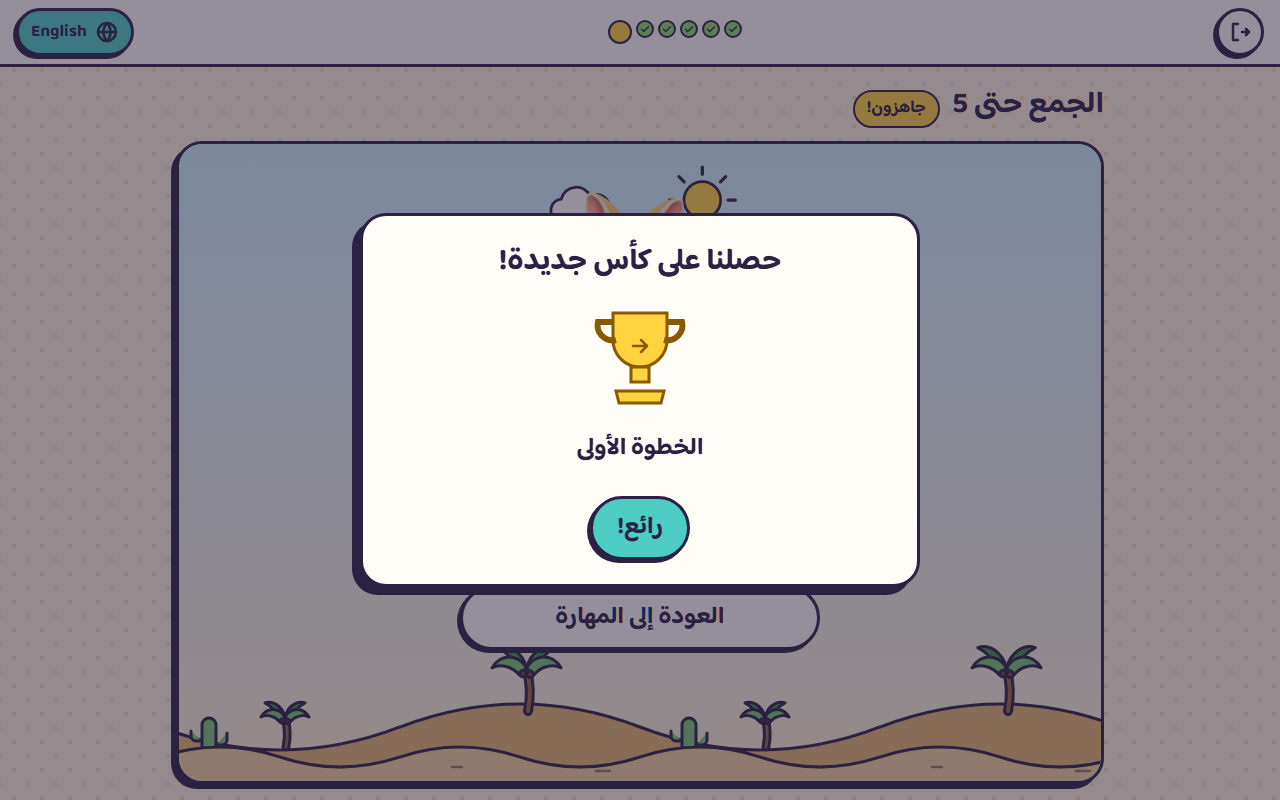 English
الجمع حتى 5
جاهزون!
حصلنا على كأس جديدة!
الخطوة الأولى
رائع!
العودة إلى المهارة